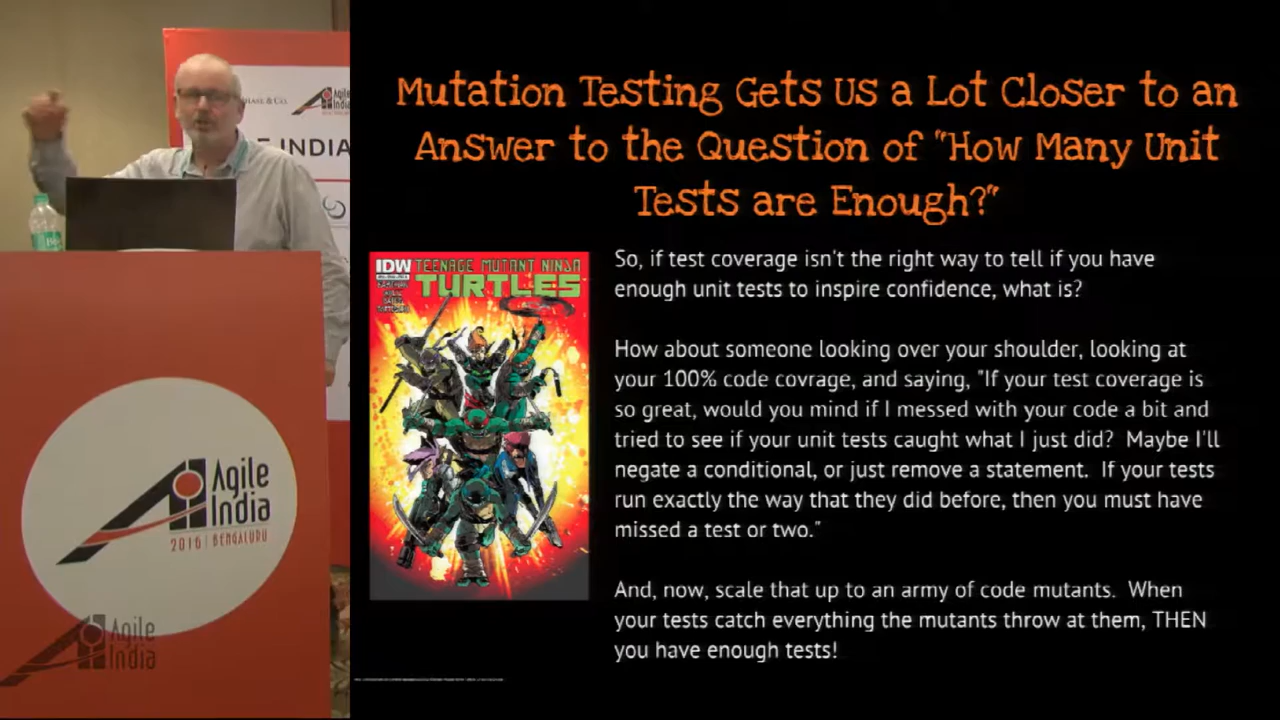 Mutation Testing Gets Us a Lot Closer to an
Answer to the Question of "How Many Unit
Tests are Enough?"
IDW
TEENAGE MUTANT NINJA
TURTLES
So, if test coverage isn't the right way to tell if you have
enough unit tests to inspire confidence, what is?
How about someone looking over your shoulder, looking at
your 100% code covrage, and saying, "If your test coverage is
so great, would you mind if I messed with your code a bit and
tried to see if your unit tests caught what I just did? Maybe I'll
negate a conditional, or just remove a statement. If your tests
run exactly the way that they did before, then you must have
missed a test or two."
And, now, scale that up to an army of code mutants. When
your tests catch everything the mutants throw at them, THEN
you have enough tests!
& CO.
Agile
India
INDIA
Agile
India
2016 | BENGALURU
Agile
India